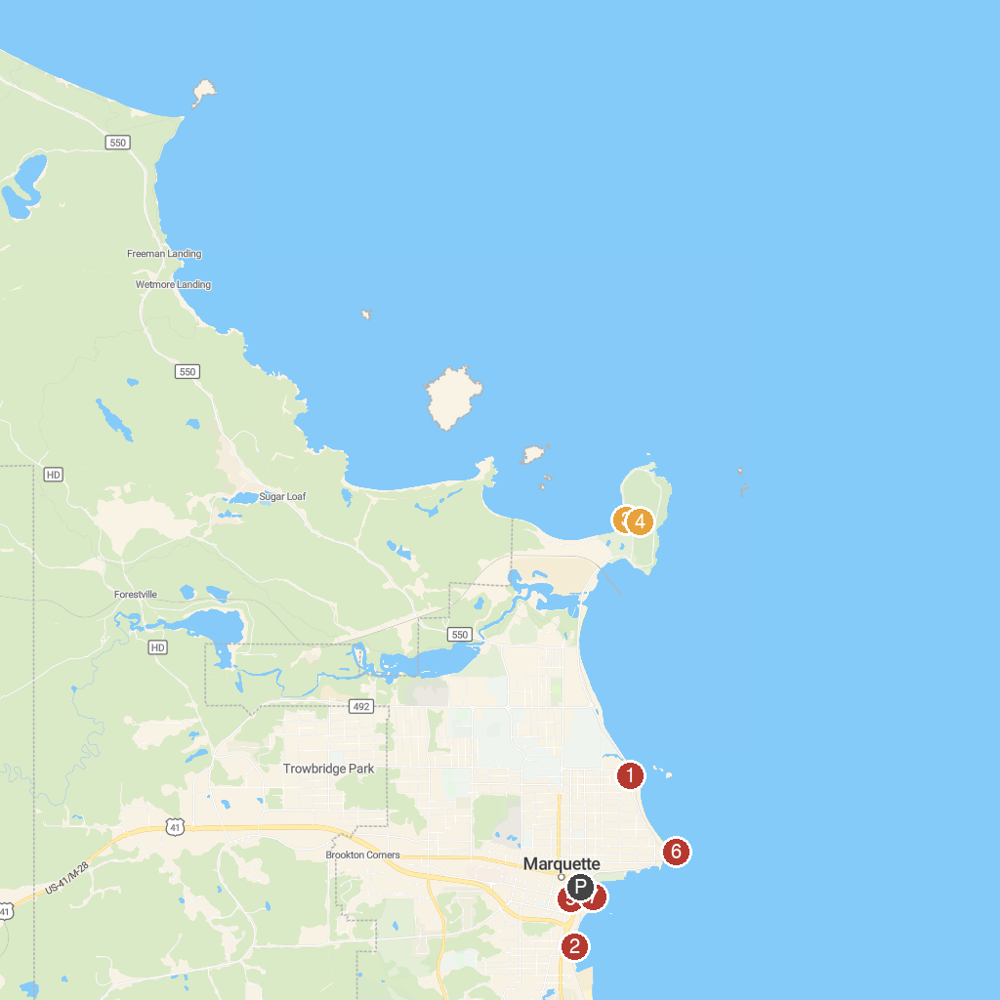 550
Freeman Landing
Wetmore Landing
550
HD
Sugar Loaf
4
Forestville
550
HD
492
Trowbridge Park
1
41
Brookton Corners
6
Marquette
US-41/M-28
P
41
2